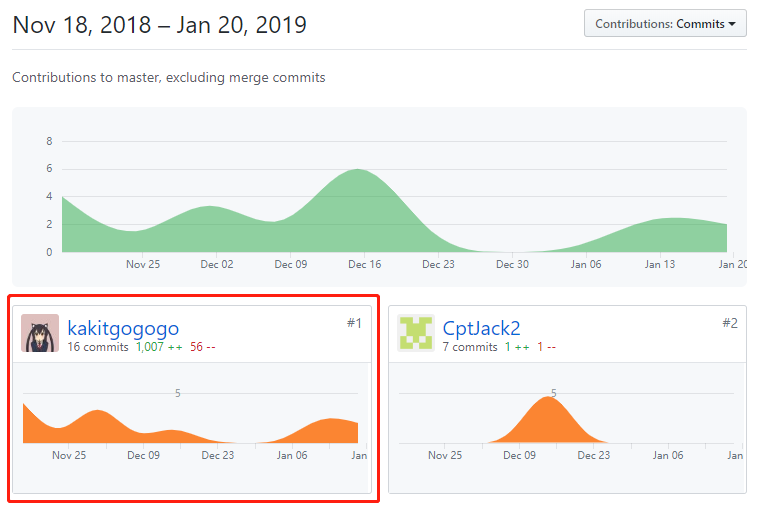 Nov 18, 2018 – Jan 20, 2019
Contributions: Commits
Contributions to master, excluding merge commits
8
6
4
2
0
Nov 25 Dec 02 Dec 09 Dec 16 Dec 23 Dec 30 Jan 06 Jan 13 Jan 20
kakitgogogo #1
16 commits 1,007 ++ 56 --
5
Nov 25 Dec 09 Dec 23 Jan 06 Jan
CptJack2 #2
7 commits 1 ++ 1 --
5
Nov 25 Dec 09 Dec 23 Jan 06 Jan